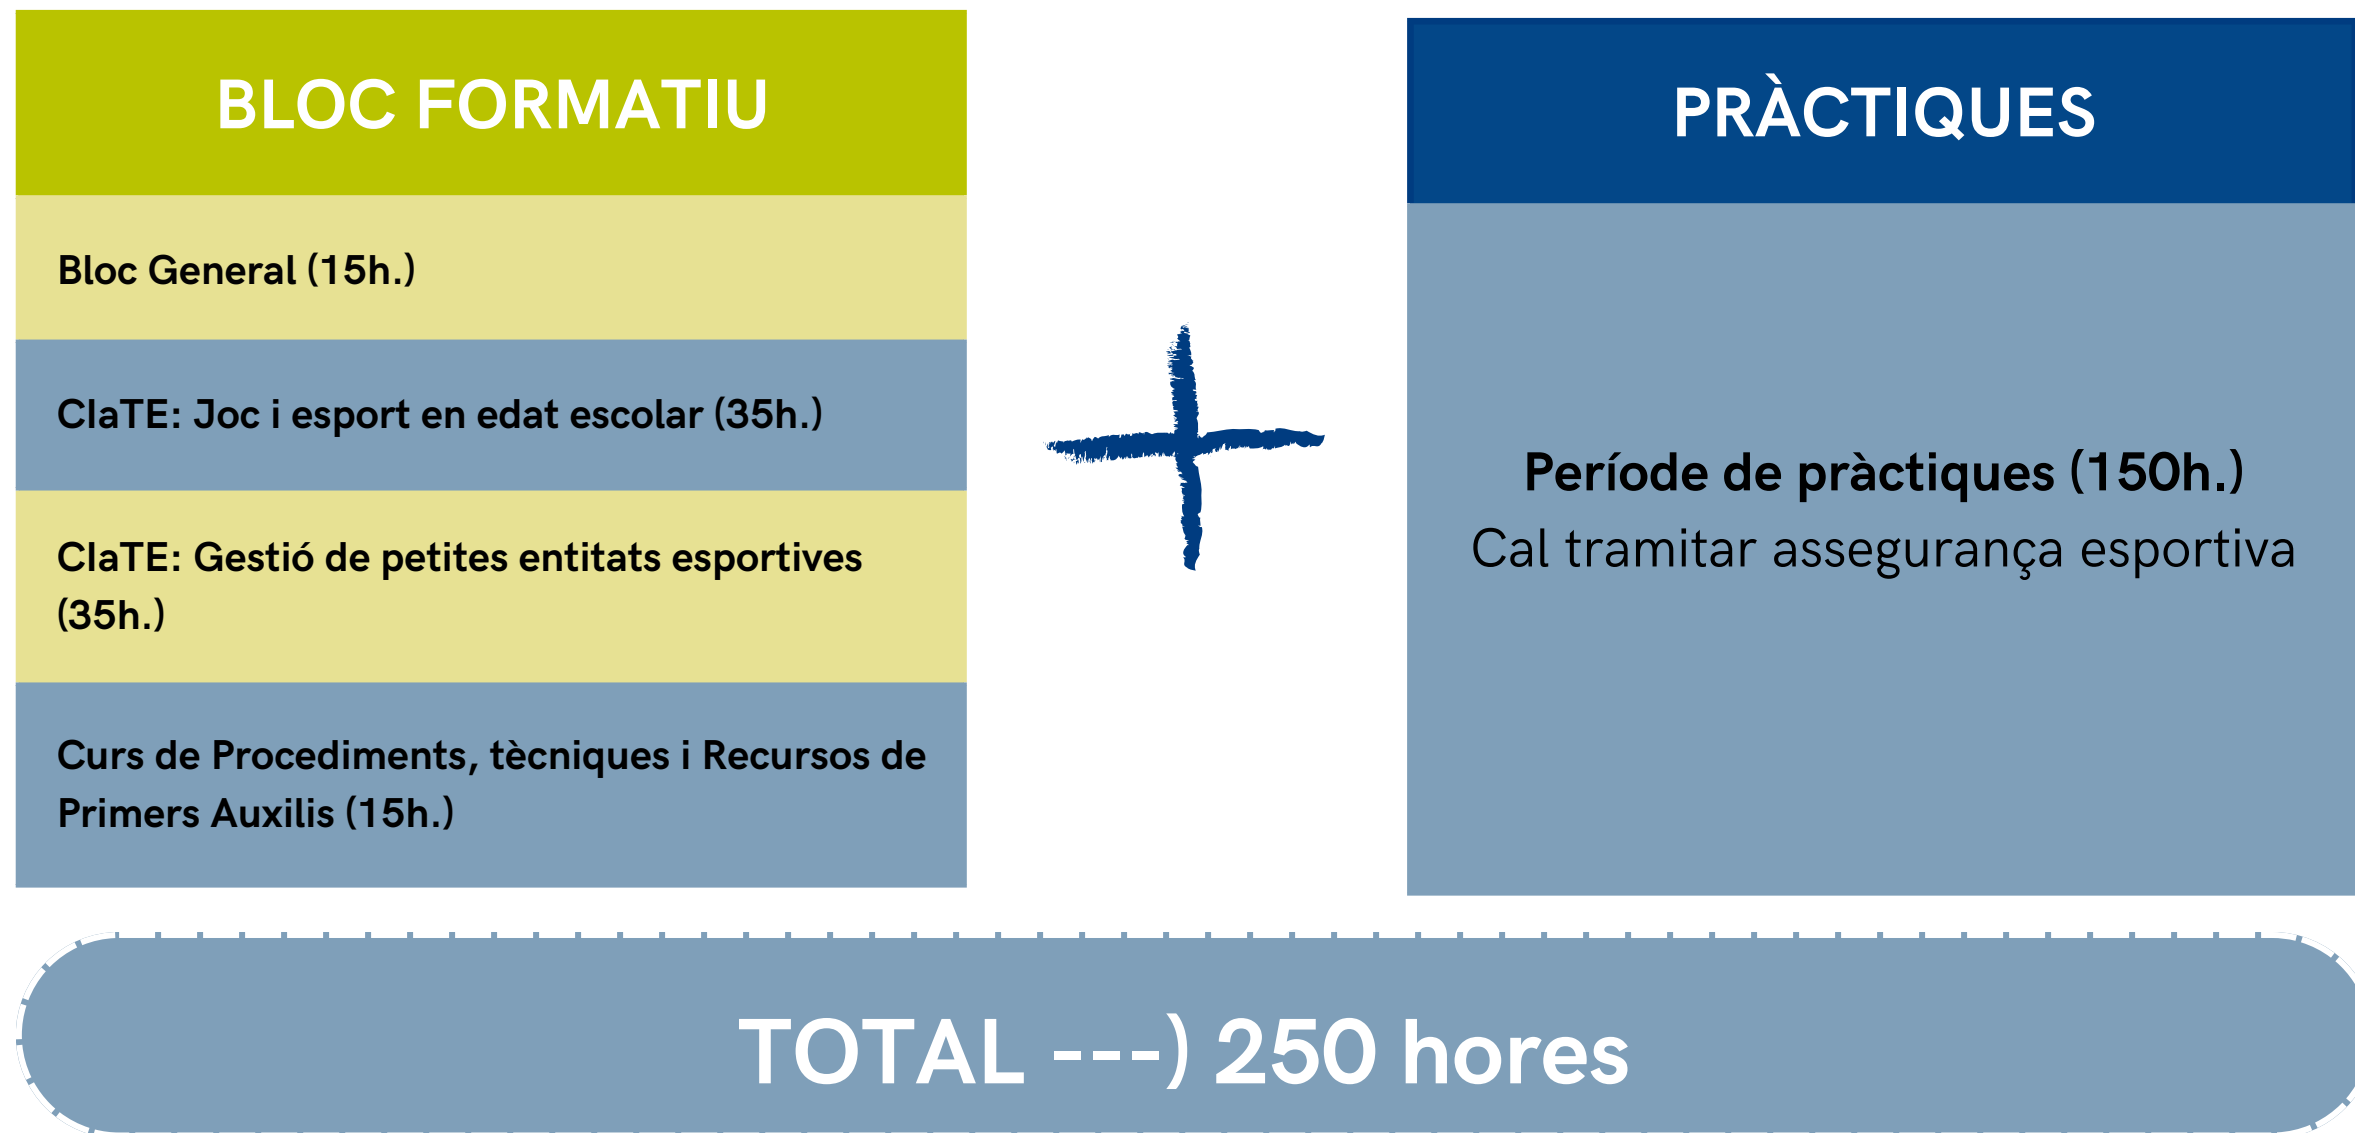 BLOC FORMATIU
Bloc General (15h.)
CIaTE: Joc i esport en edat escolar (35h.)
CIaTE: Gestió de petites entitats esportives
(35h.)
Curs de Procediments, tècniques i Recursos de
Primers Auxilis (15h.)
PRÀCTIQUES
Període de pràctiques (150h.)
Cal tramitar assegurança esportiva
TOTAL ---) 250 hores